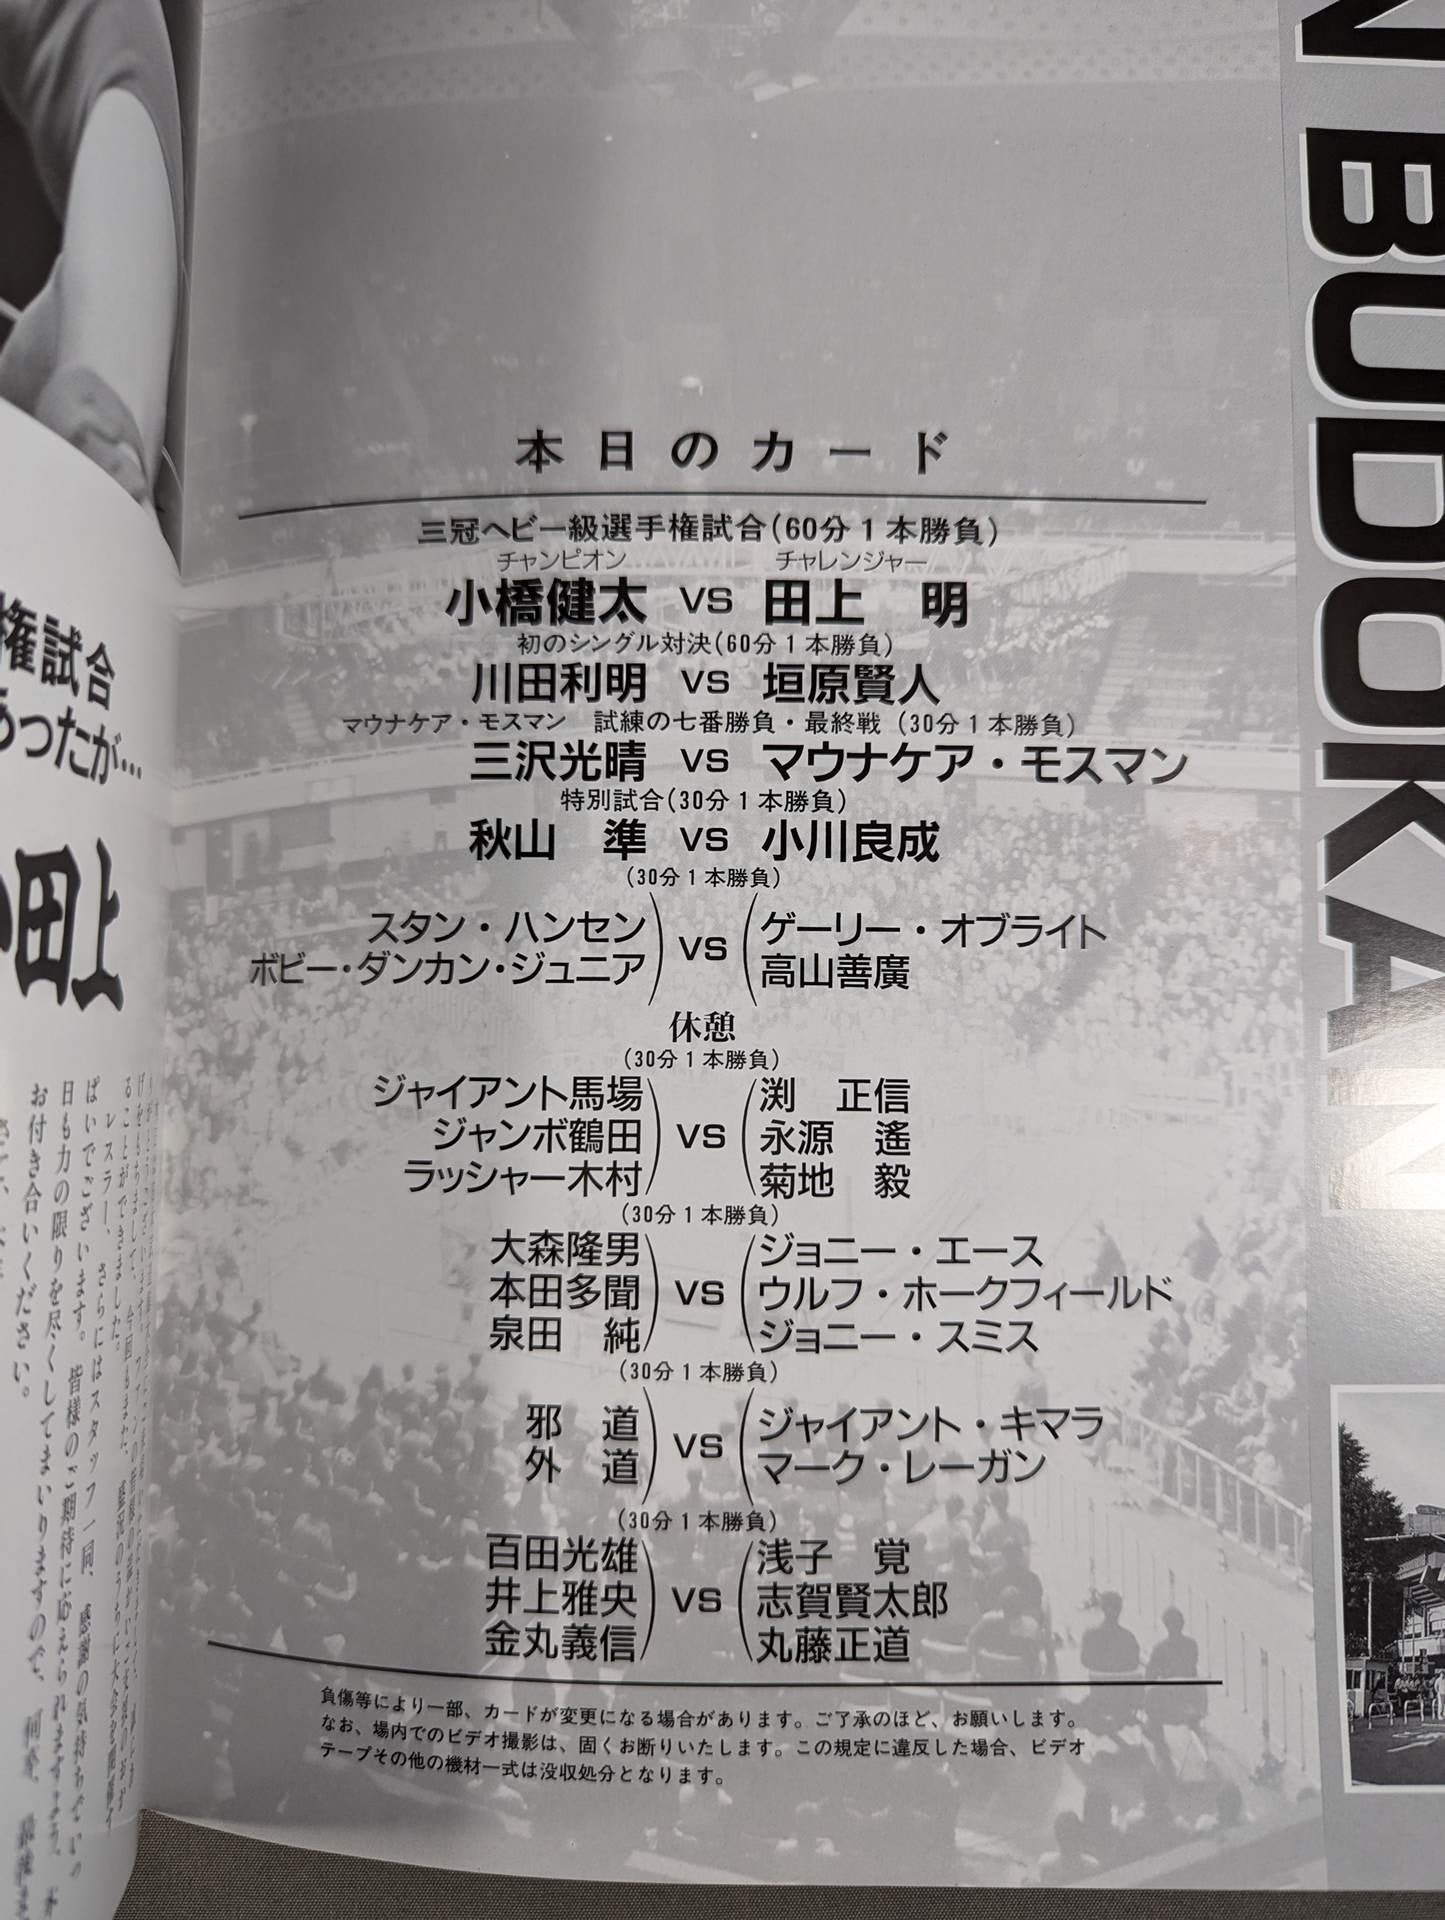 本日のカード
三冠ヘビー級選手権試合(60分1本勝負)
チャンピオン チャレンジャー
小橋健太 VS 田上 明
初のシングル対決(60分1本勝負)
川田利明 VS 垣原賢人
マウナケア・モスマン 試練の七番勝負・最終戦(30分1本勝負)
三沢光晴 VS マウナケア・モスマン
特別試合(30分1本勝負)
秋山 準 VS 小川良成
(30分1本勝負)
スタン・ハンセン
ボビー・ダンカン・ジュニア
VS
ゲーリー・オブライト
高山善廣
休憩
(30分1本勝負)
ジャイアント馬場
ジャンボ鶴田
ラッシャー木村
VS
渕 正信
永源 遙
菊地 毅
(30分1本勝負)
大森隆男
本田多聞
泉田 純
VS
ジョニー・エース
ウルフ・ホークフィールド
ジョニー・スミス
(30分1本勝負)
邪 道
外 道
VS
ジャイアント・キマラ
マーク・レーガン
(30分1本勝負)
百田光雄
井上雅央
金丸義信
VS
浅子 覚
志賀賢太郎
丸藤正道
負傷等により一部、カードが変更になる場合があります。ご了承のほど、お願いします。
なお、場内でのビデオ撮影は、固くお断りいたします。この規定に違反した場合、ビデオ
テープその他の機材一式は没収処分となります。
N BUDOKAN
権試合
あったが…
田上
ることができました。
レスラー、さらにはスタッフ一同、感謝の気持ちでいっ
ぱいでございます。皆様のご期待に応えられますよう、
日も力の限りを尽くしてまいりますので、
お付き合いください。